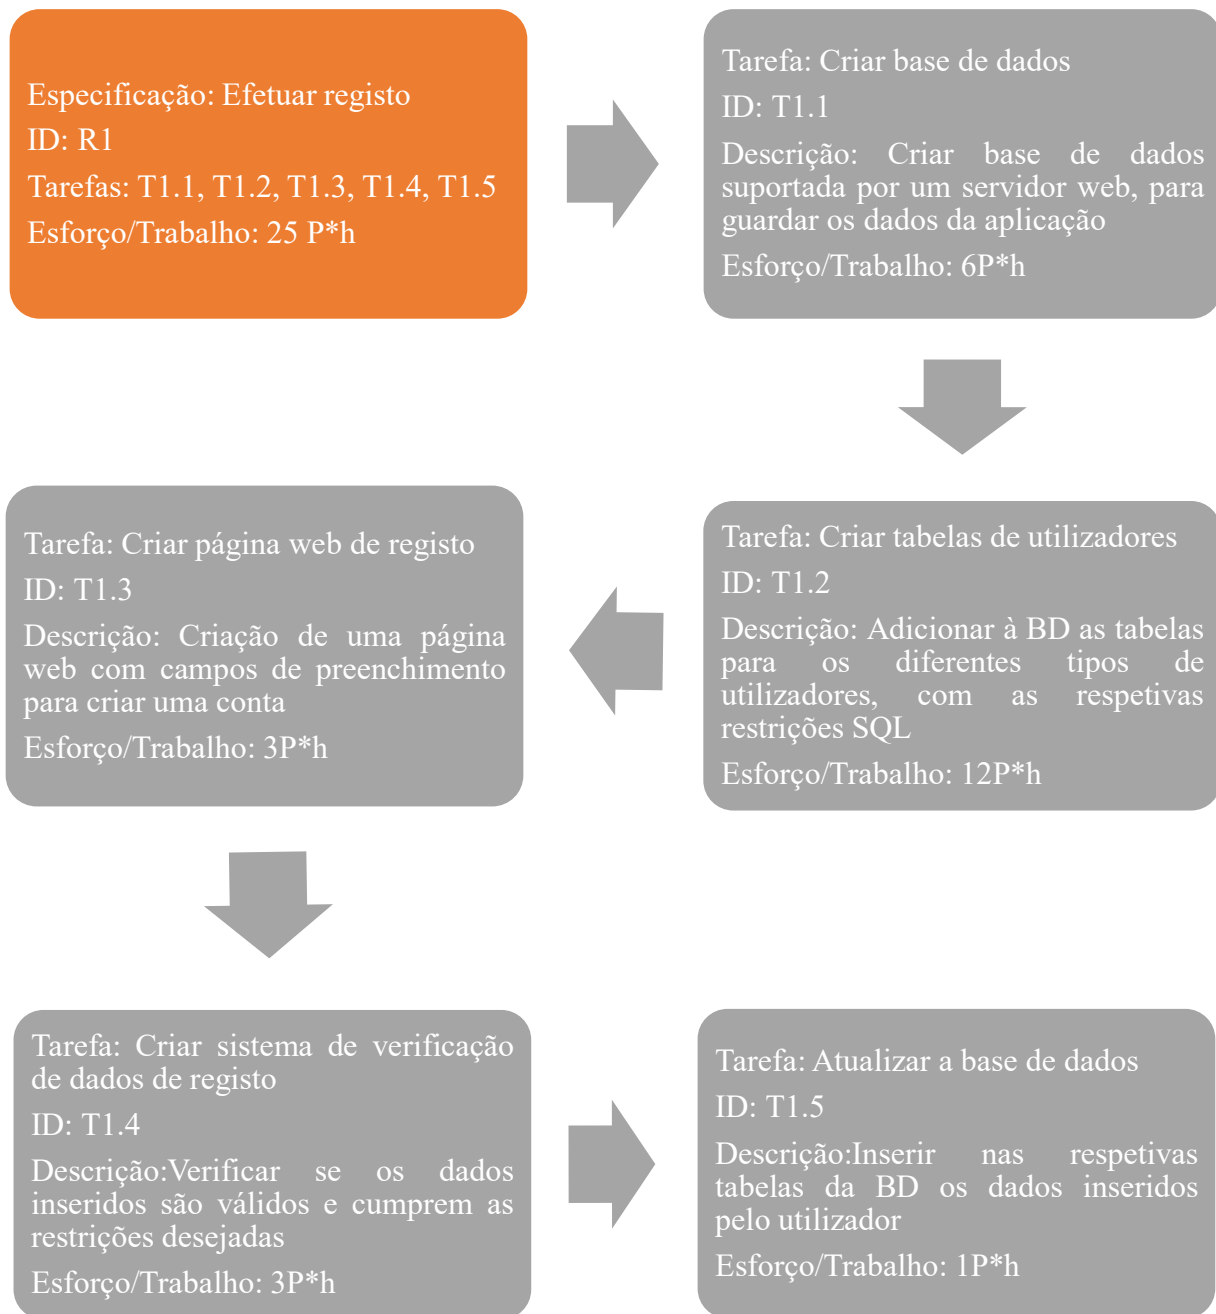 Especificação: Efetuar registo
ID: R1
Tarefas: T1.1, T1.2, T1.3, T1.4, T1.5
Esforço/Trabalho: 25 P*h
Tarefa: Criar base de dados
ID: T1.1
Descrição: Criar base de dados
suportada por um servidor web, para
guardar os dados da aplicação
Esforço/Trabalho: 6P*h
Tarefa: Criar tabelas de utilizadores
ID: T1.2
Descrição: Adicionar à BD as tabelas
para os diferentes tipos de
utilizadores, com as respetivas
restrições SQL
Esforço/Trabalho: 12P*h
Tarefa: Criar página web de registo
ID: T1.3
Descrição: Criação de uma página
web com campos de preenchimento
para criar uma conta
Esforço/Trabalho: 3P*h
Tarefa: Criar sistema de verificação
de dados de registo
ID: T1.4
Descrição:Verificar se os dados
inseridos são válidos e cumprem as
restrições desejadas
Esforço/Trabalho: 3P*h
Tarefa: Atualizar a base de dados
ID: T1.5
Descrição:Inserir nas respetivas
tabelas da BD os dados inseridos
pelo utilizador
Esforço/Trabalho: 1P*h